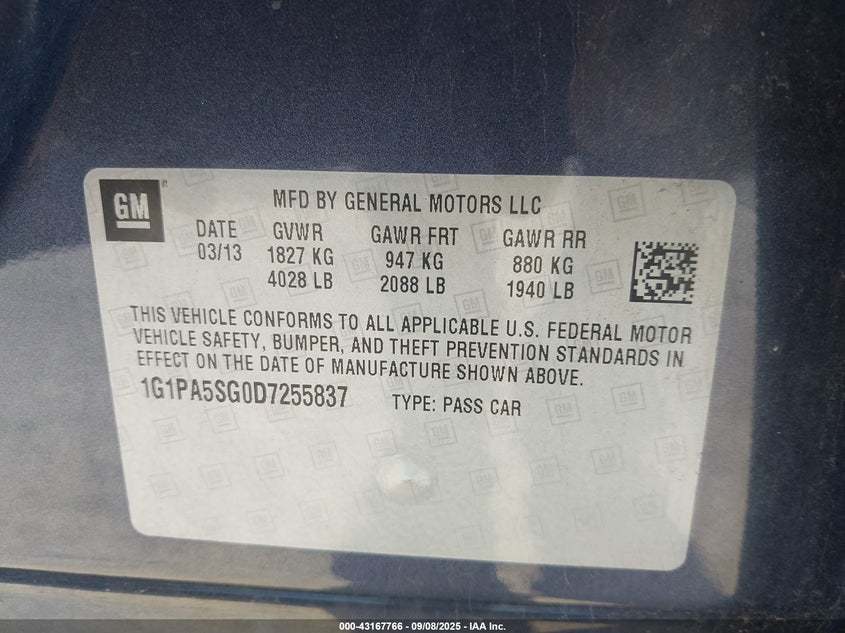 GM
MFD BY GENERAL MOTORS LLC
DATE GVWR GAWR FRT GAWR RR
03/13 1827 KG 947 KG 880 KG
4028 LB 2088 LB 1940 LB
THIS VEHICLE CONFORMS TO ALL APPLICABLE U.S. FEDERAL MOTOR
VEHICLE SAFETY, BUMPER, AND THEFT PREVENTION STANDARDS IN
EFFECT ON THE DATE OF MANUFACTURE SHOWN ABOVE.
1G1PA5SG0D7255837 TYPE: PASS CAR
000-43167766 - 09/08/2025 - IAA Inc.